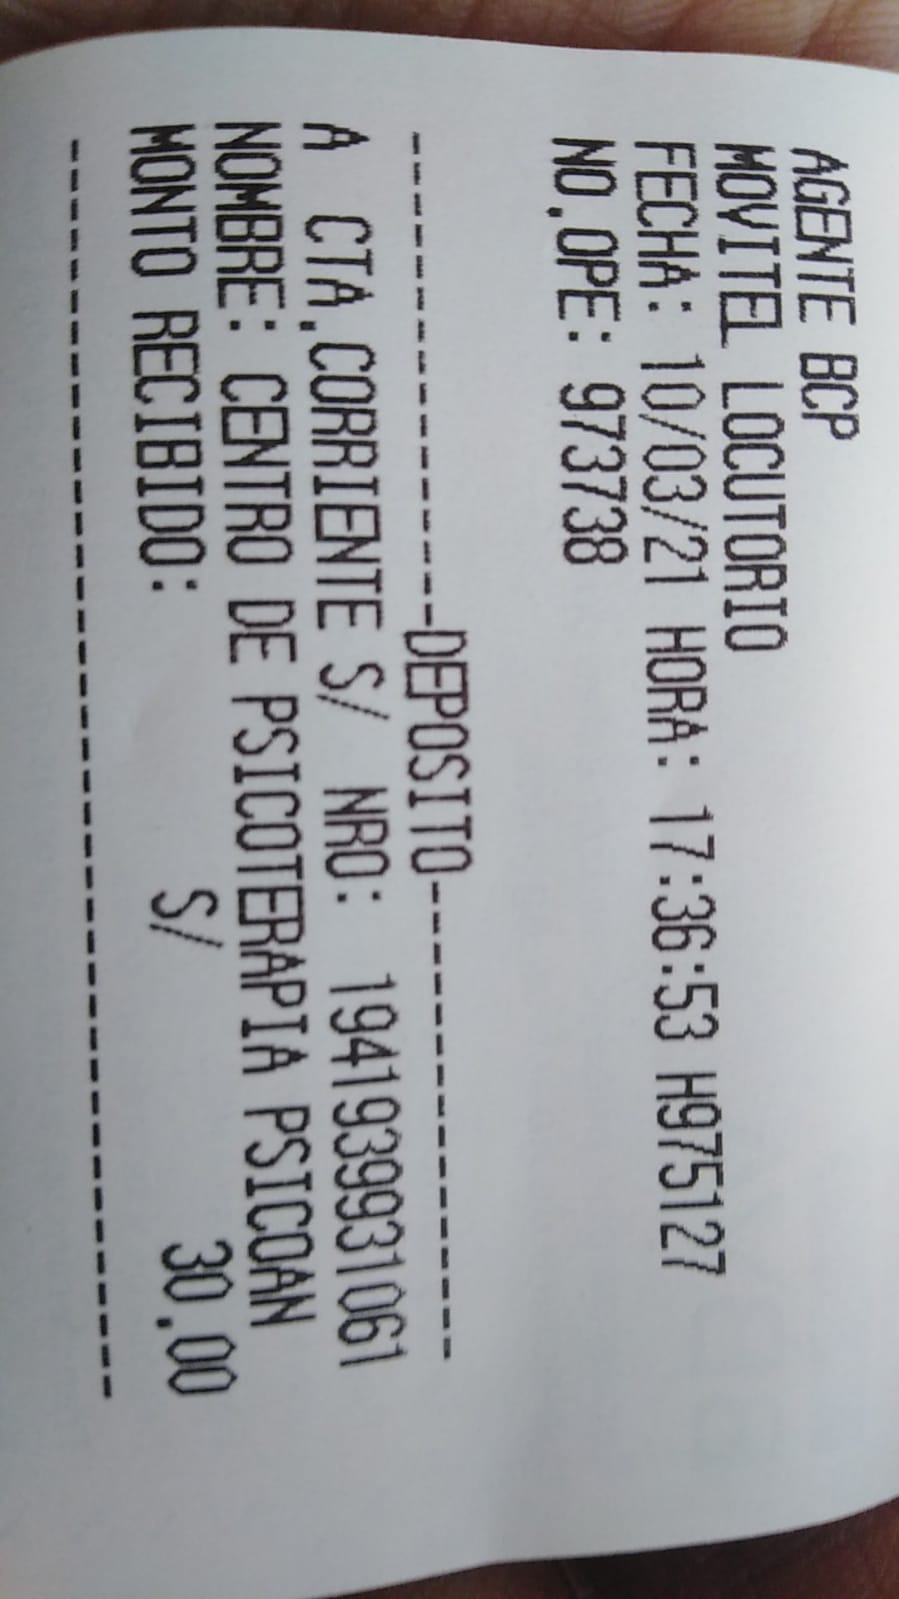 AGENTE BCP
MOVITEL LOCUTORIO
FECHA: 10/03/21 HORA: 17:36:53 H975127
NO.OPE: 973738
----------------DEPOSITO----------------
A CTA.CORRIENTE S/ NRO: 1941939931061
NOMBRE: CENTRO DE PSICOTERAPIA PSICOAN
MONTO RECIBIDO: S/ 30.00
----------------------------------------